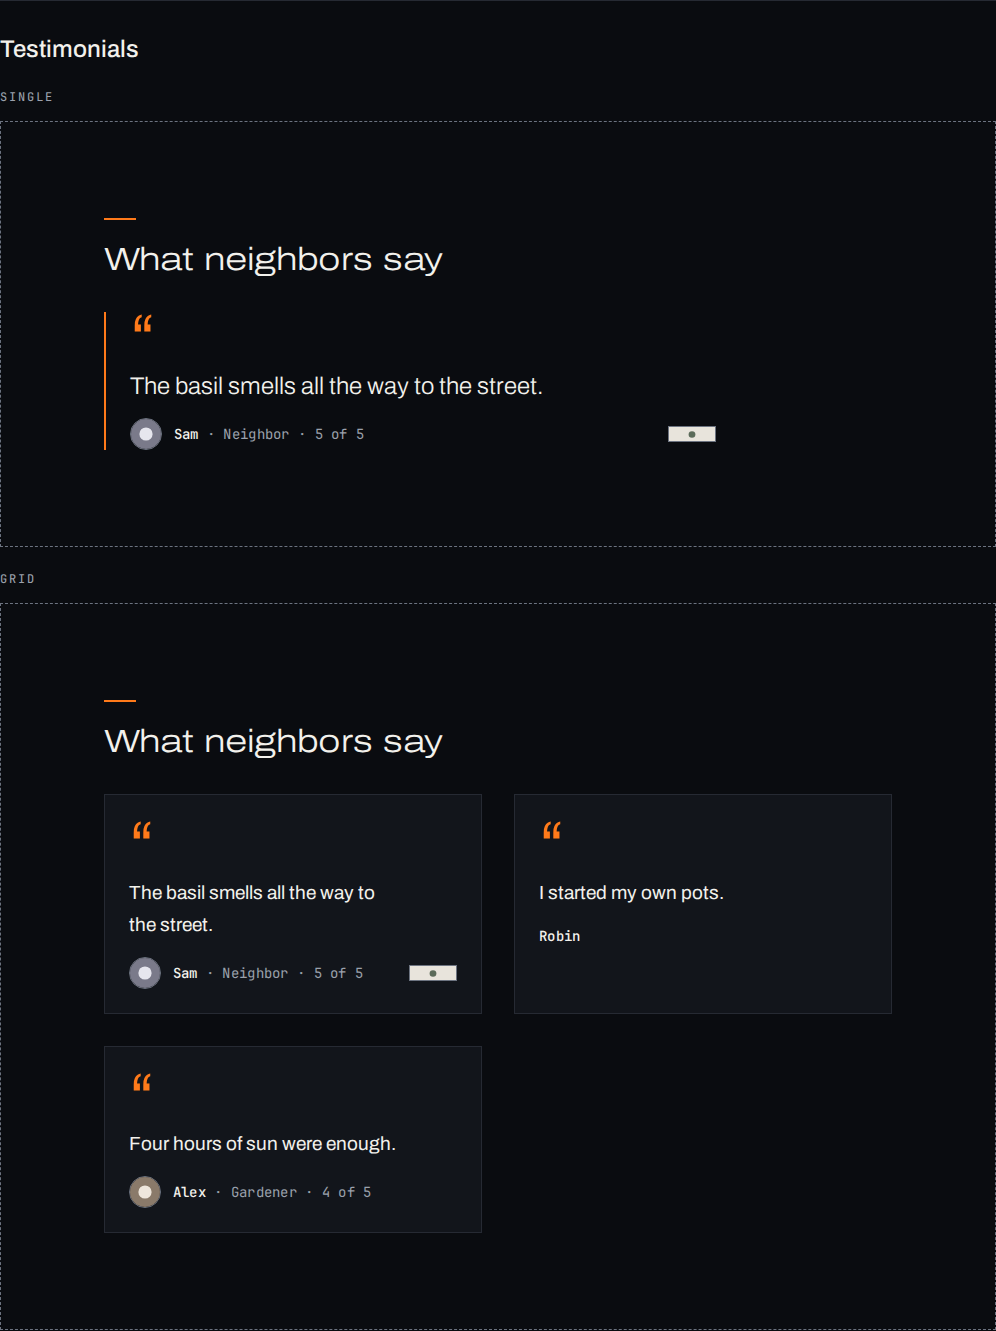 Testimonials
SINGLE
What neighbors say
“
The basil smells all the way to the street.
Sam · Neighbor · 5 of 5
GRID
What neighbors say
“
The basil smells all the way to
the street.
Sam · Neighbor · 5 of 5
“
I started my own pots.
Robin
“
Four hours of sun were enough.
Alex · Gardener · 4 of 5